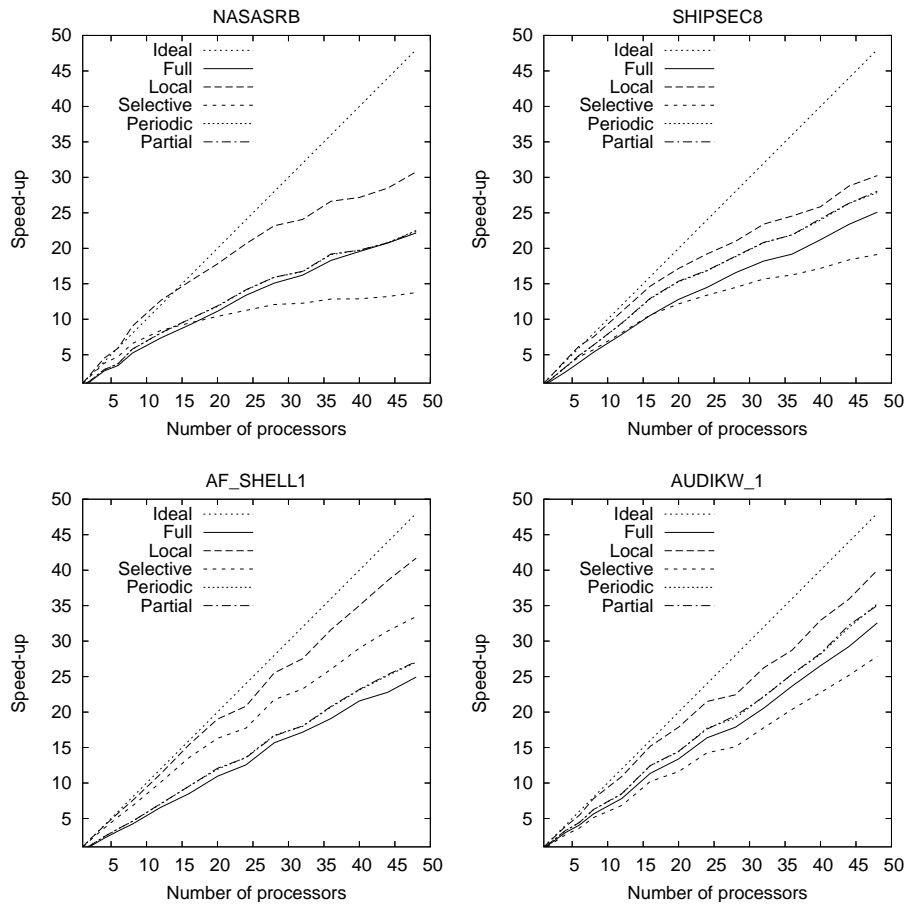 NASASRB
50
45
40
35
30
25
20
15
10
5
Speed-up
Ideal
Full
Local
Selective
Periodic
Partial
5 10 15 20 25 30 35 40 45 50
Number of processors
SHIPSEC8
50
45
40
35
30
25
20
15
10
5
Speed-up
Ideal
Full
Local
Selective
Periodic
Partial
5 10 15 20 25 30 35 40 45 50
Number of processors
AF_SHELL1
50
45
40
35
30
25
20
15
10
5
Speed-up
Ideal
Full
Local
Selective
Periodic
Partial
5 10 15 20 25 30 35 40 45 50
Number of processors
AUDIKW_1
50
45
40
35
30
25
20
15
10
5
Speed-up
Ideal
Full
Local
Selective
Periodic
Partial
5 10 15 20 25 30 35 40 45 50
Number of processors